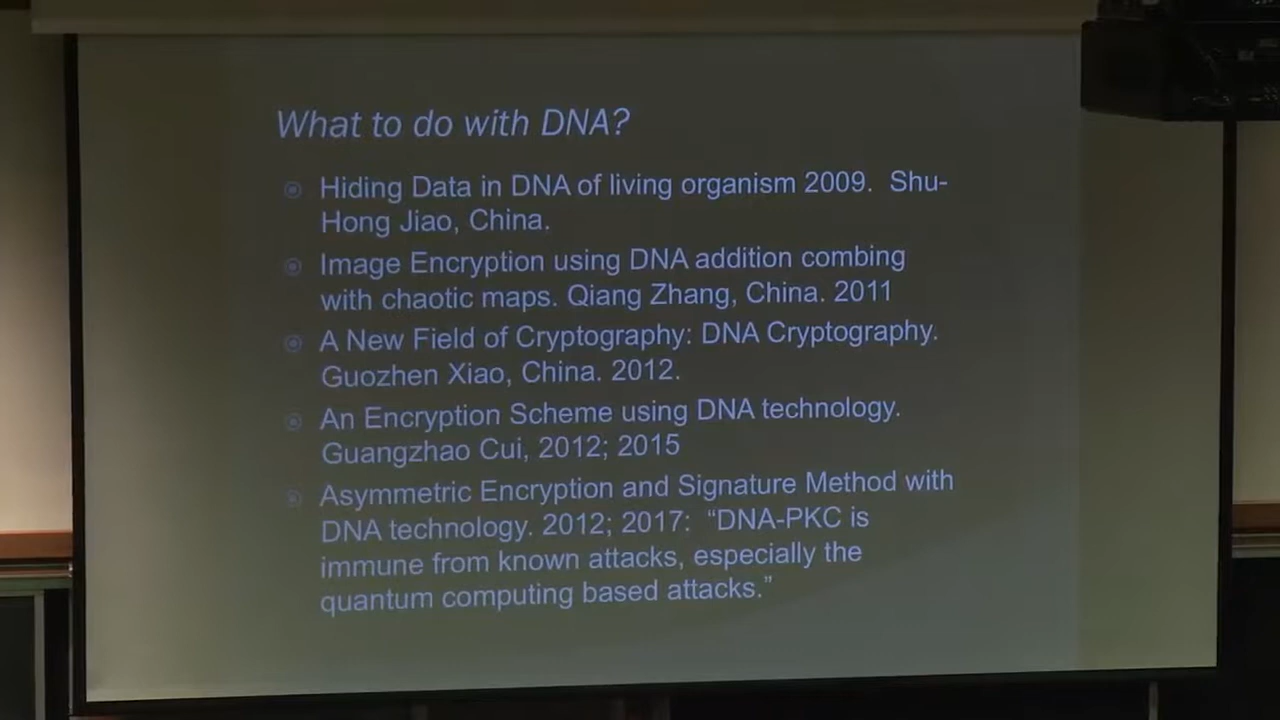 What to do with DNA?
Hiding Data in DNA of living organism 2009. Shu-
Hong Jiao, China.
Image Encryption using DNA addition combing
with chaotic maps. Qiang Zhang, China. 2011
A New Field of Cryptography: DNA Cryptography.
Guozhen Xiao, China. 2012.
An Encryption Scheme using DNA technology.
Guangzhao Cui, 2012; 2015
Asymmetric Encryption and Signature Method with
DNA technology. 2012; 2017: “DNA-PKC is
immune from known attacks, especially the
quantum computing based attacks.”